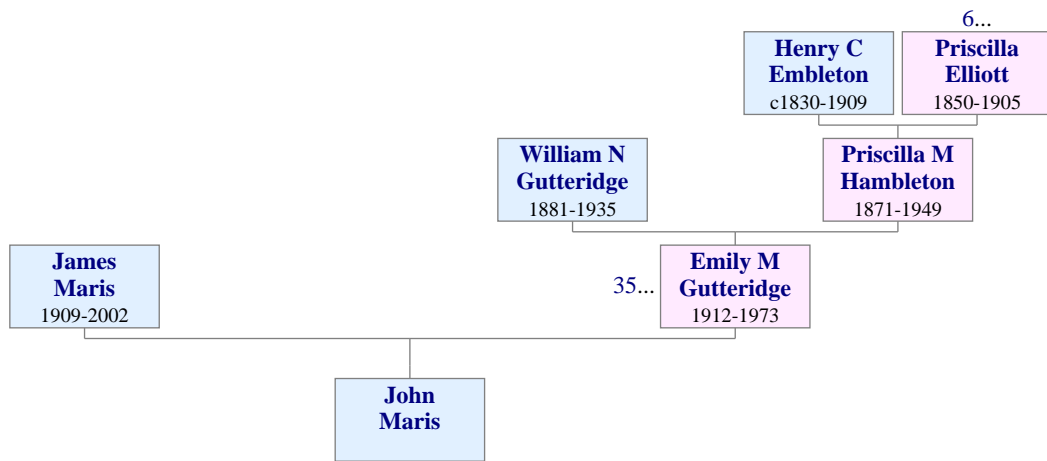 6...
Henry C
Embleton
c1830-1909
Priscilla
Elliott
1850-1905
William N
Gutteridge
1881-1935
Priscilla M
Hambleton
1871-1949
James
Maris
1909-2002
35...
Emily M
Gutteridge
1912-1973
John
Maris